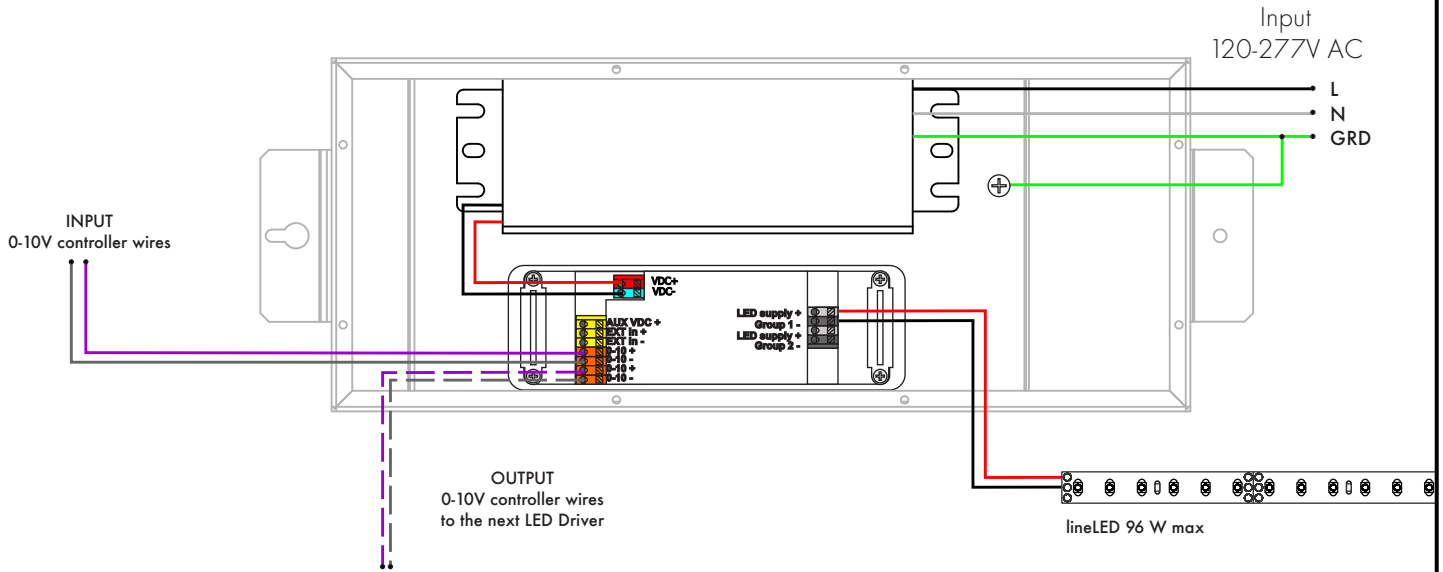 Input
120-277V AC
L
N
GRD
INPUT
0-10V controller wires
VDC+
VDC-
AUX VDC +
EXT In +
EXT In -
0-10 +
0-10 -
0-10 +
0-10 -
LED supply +
Group 1 -
LED supply +
Group 2 -
OUTPUT
0-10V controller wires
to the next LED Driver
lineLED 96 W max